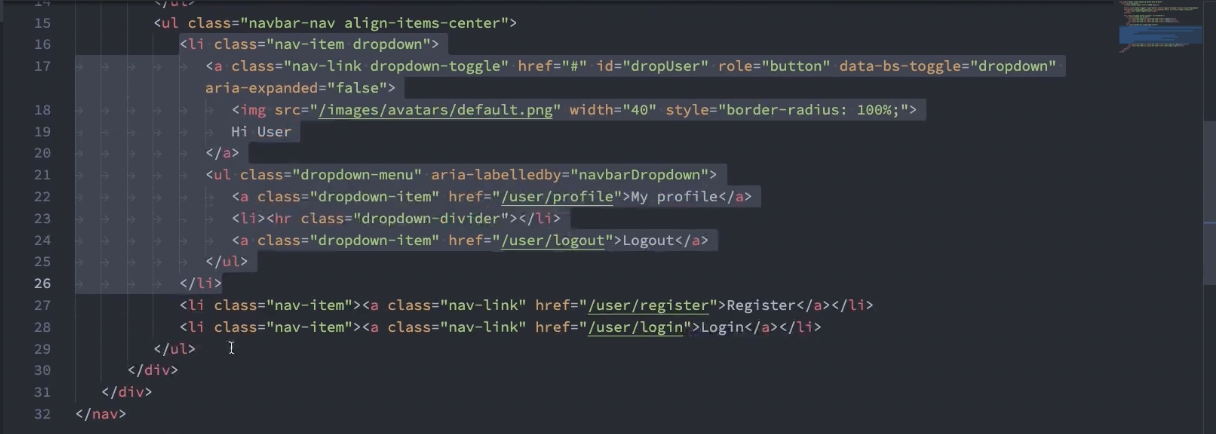 14 </ul>
15 <ul class="navbar-nav align-items-center">
16 <li class="nav-item dropdown">
17 <a class="nav-link dropdown-toggle" href="#" id="dropUser" role="button" data-bs-toggle="dropdown"
aria-expanded="false">
18 <img src="/images/avatars/default.png" width="40" style="border-radius: 100%;">
19 Hi User
20 </a>
21 <ul class="dropdown-menu" aria-labelledby="navbarDropdown">
22 <a class="dropdown-item" href="/user/profile">My profile</a>
23 <li><hr class="dropdown-divider"></li>
24 <a class="dropdown-item" href="/user/logout">Logout</a>
25 </ul>
26 </li>
27 <li class="nav-item"><a class="nav-link" href="/user/register">Register</a></li>
28 <li class="nav-item"><a class="nav-link" href="/user/login">Login</a></li>
29 </ul>
30 </div>
31 </div>
32 </nav>